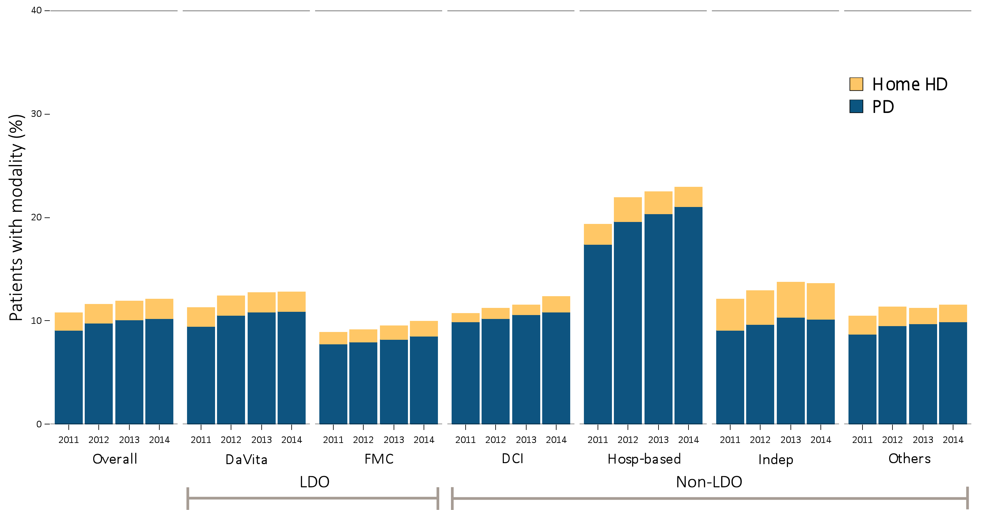 Patients with modality (%)
40
30
20
10
0
Home HD
PD
2011 2012 2013 2014 2011 2012 2013 2014 2011 2012 2013 2014 2011 2012 2013 2014 2011 2012 2013 2014 2011 2012 2013 2014 2011 2012 2013 2014
Overall DaVita FMC DCI Hosp-based Indep Others
LDO Non-LDO